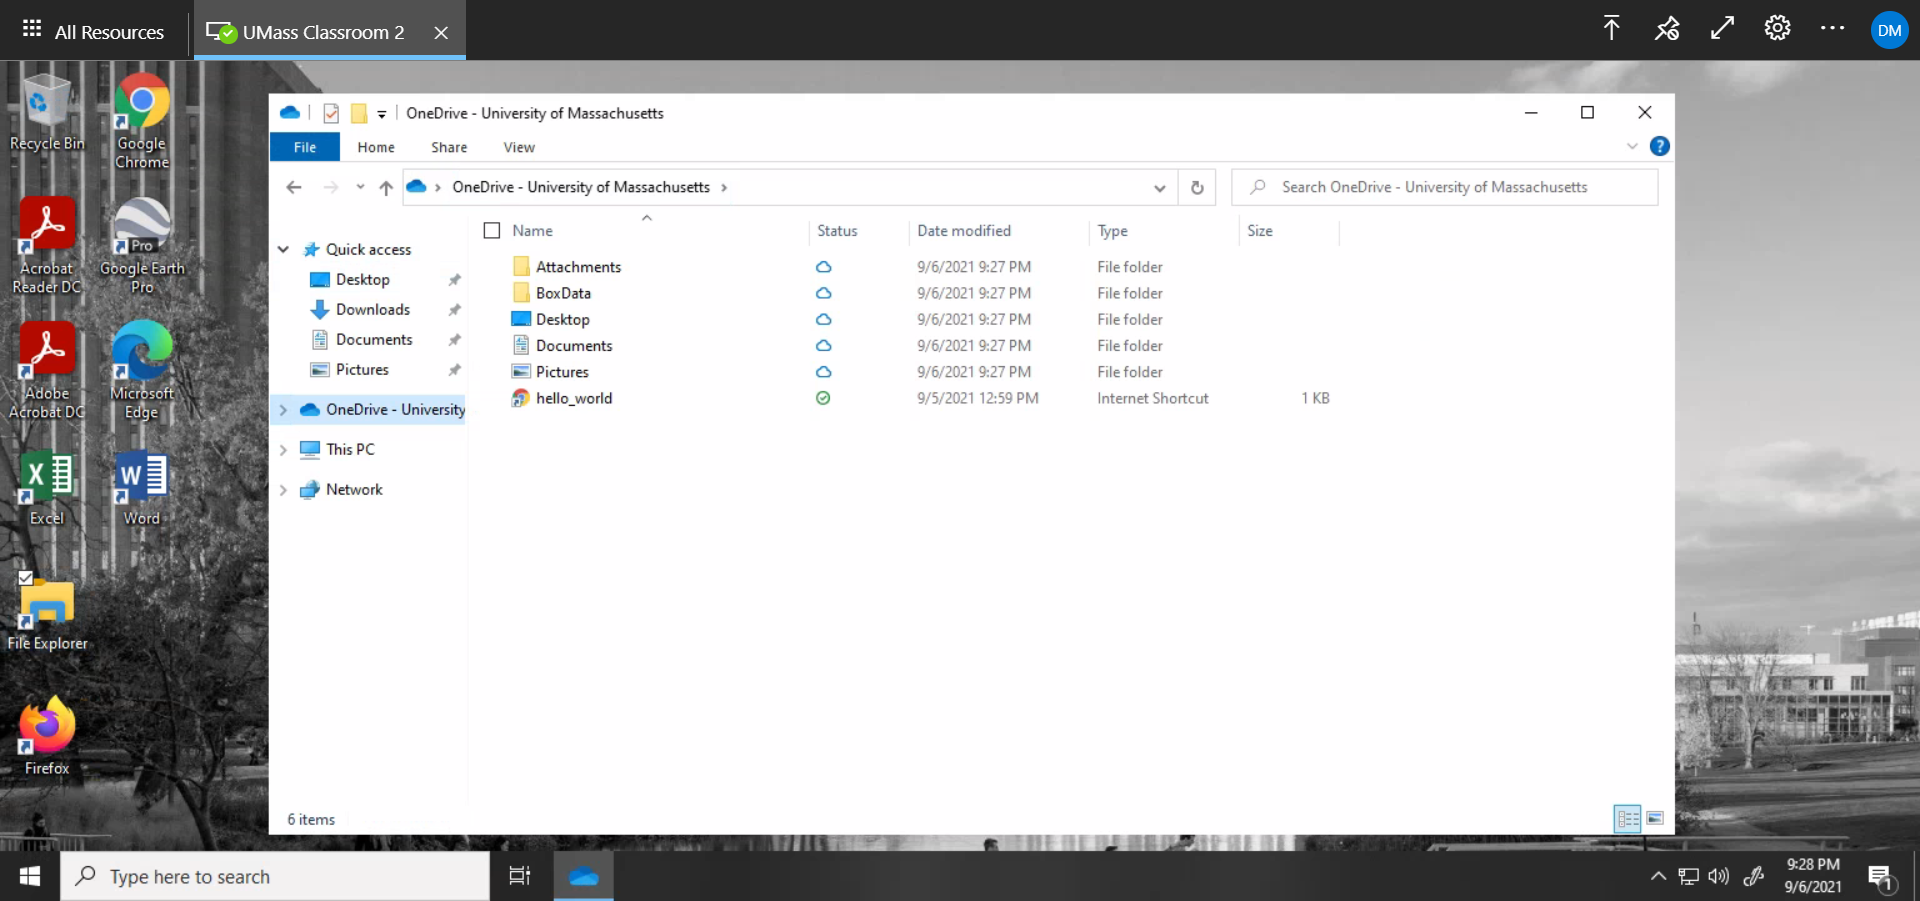 All Resources
UMass Classroom 2
DM
Recycle Bin
Google
Chrome
Acrobat
Reader DC
Pro
Google Earth
Pro
Adobe
Acrobat DC
Microsoft
Edge
Excel
Word
File Explorer
Firefox
OneDrive - University of Massachusetts
File Home Share View
OneDrive - University of Massachusetts
Search OneDrive - University of Massachusetts
Quick access
Desktop
Downloads
Documents
Pictures
OneDrive - University
This PC
Network
Name Status Date modified Type Size
Attachments 9/6/2021 9:27 PM File folder
BoxData 9/6/2021 9:27 PM File folder
Desktop 9/6/2021 9:27 PM File folder
Documents 9/6/2021 9:27 PM File folder
Pictures 9/6/2021 9:27 PM File folder
hello_world 9/5/2021 12:59 PM Internet Shortcut 1 KB
6 items
Type here to search
9:28 PM
9/6/2021
1